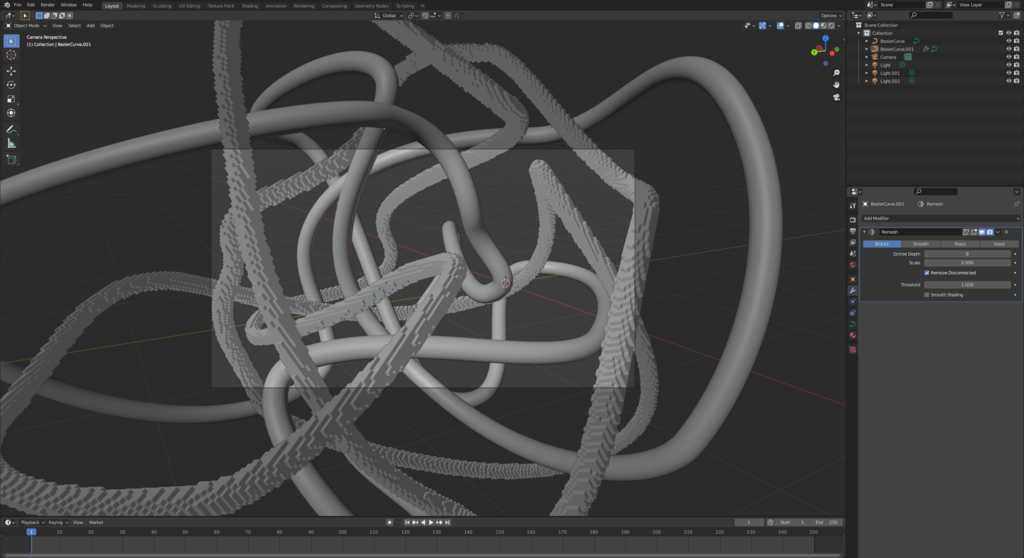 File Edit Render Window Help
Layout Modeling Sculpting UV Editing Texture Paint Shading Animation Rendering Compositing Geometry Nodes Scripting +
Scene
View Layer
Global
Options
Object Mode View Select Add Object
Camera Perspective
(1) Collection | BezierCurve.001
Scene Collection
Collection
BezierCurve
BezierCurve.001
Camera
Light
Light.001
Light.002
BezierCurve.001 Remesh
Add Modifier
Remesh
Blocks Smooth Sharp Voxel
Octree Depth 8
Scale 0.990
Remove Disconnected
Threshold 1.000
Smooth Shading
Playback Keying View Marker
1 Start 1 End 250
1 10 20 30 40 50 60 70 80 90 100 110 120 130 140 150 160 170 180 190 200 210 220 230 240 250